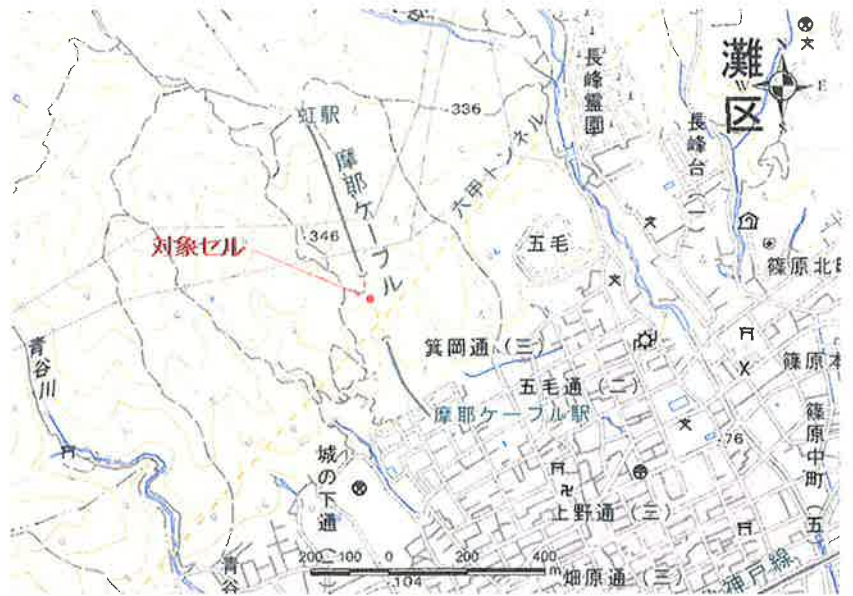 灘区
W
E
S
長峰霊園
長峰台(一)
336
虹駅
摩耶ケーブル
六甲トンネル
346
対象セル
五毛
篠原北町
青谷川
箕岡通(三)
篠原本
五毛通(二)
摩耶ケーブル駅
篠原中町(五)
76
城の下通
上野通(三)
青谷
200 100 0 200 400
m
104
畑原通(三)
神戸線